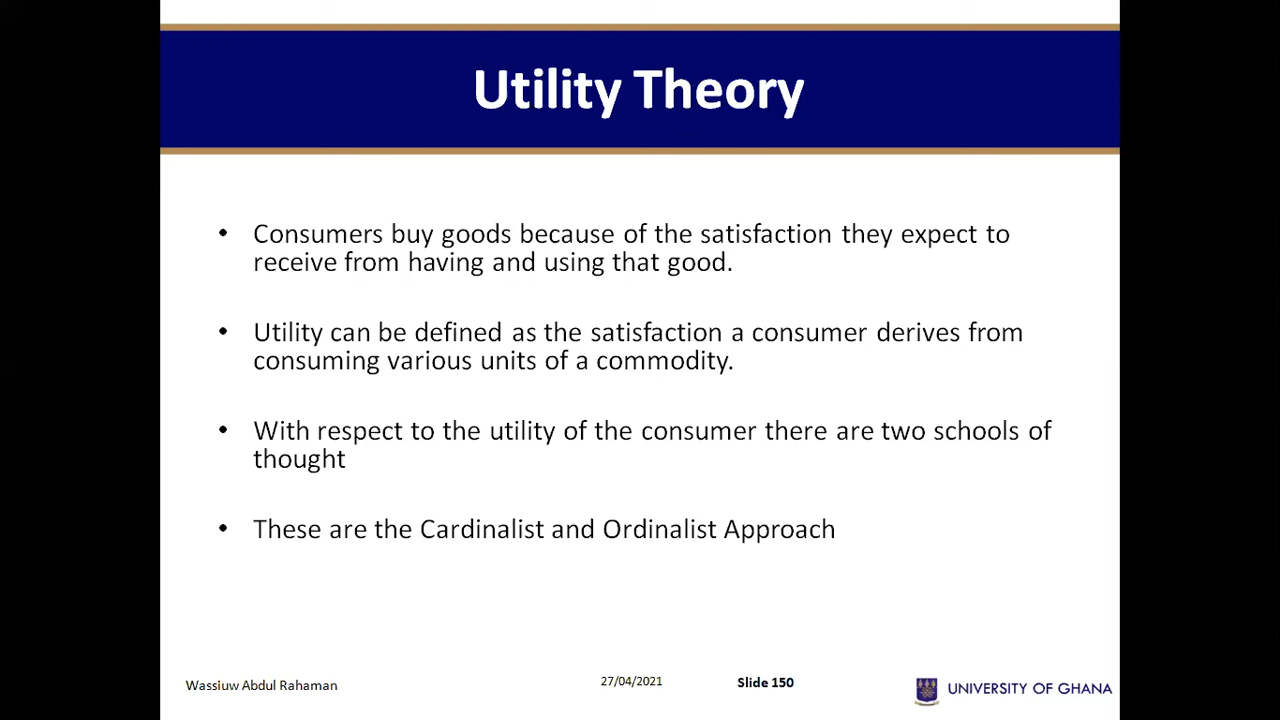 Utility Theory
• Consumers buy goods because of the satisfaction they expect to
receive from having and using that good.
• Utility can be defined as the satisfaction a consumer derives from
consuming various units of a commodity.
• With respect to the utility of the consumer there are two schools of
thought
• These are the Cardinalist and Ordinalist Approach
Wassiuw Abdul Rahaman
27/04/2021
Slide 150
UNIVERSITY OF GHANA